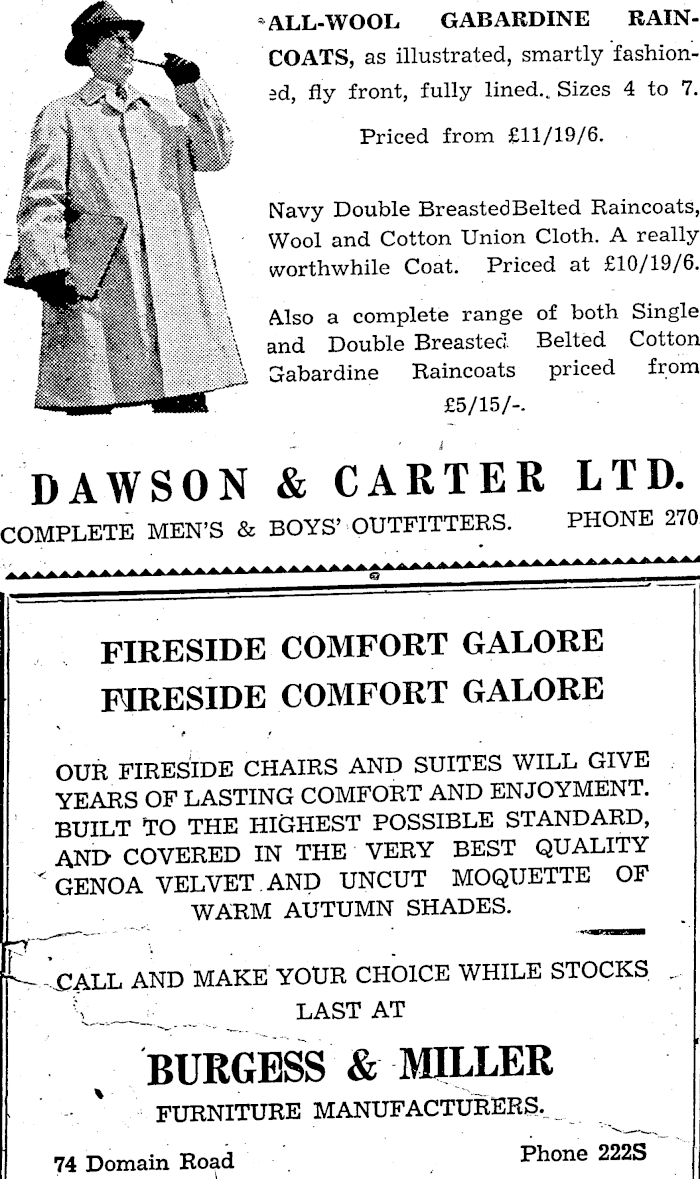 ALL-WOOL GABARDINE RAIN-
COATS, as illustrated, smartly fashion-
ed, fly front, fully lined. Sizes 4 to 7.
Priced from £11/19/6.
Navy Double Breasted Belted Raincoats,
Wool and Cotton Union Cloth. A really
worthwhile Coat. Priced at £10/19/6.
Also a complete range of both Single
and Double Breasted Belted Cotton
Gabardine Raincoats priced from
£5/15/-.
DAWSON & CARTER LTD.
COMPLETE MEN'S & BOYS' OUTFITTERS. PHONE 270
FIRESIDE COMFORT GALORE
FIRESIDE COMFORT GALORE
OUR FIRESIDE CHAIRS AND SUITES WILL GIVE
YEARS OF LASTING COMFORT AND ENJOYMENT.
BUILT TO THE HIGHEST POSSIBLE STANDARD,
AND COVERED IN THE VERY BEST QUALITY
GENOA VELVET AND UNCUT MOQUETTE OF
WARM AUTUMN SHADES.
CALL AND MAKE YOUR CHOICE WHILE STOCKS
LAST AT
BURGESS & MILLER
FURNITURE MANUFACTURERS.
74 Domain Road Phone 222S